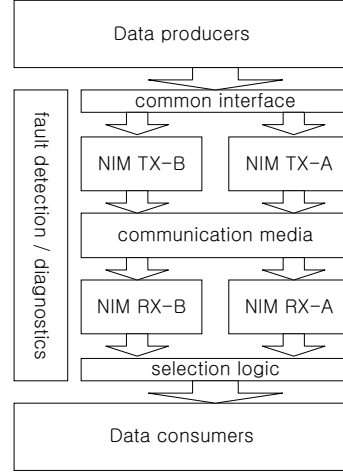 Data producers
common interface
fault detection / diagnostics
NIM TX-B
NIM TX-A
communication media
NIM RX-B
NIM RX-A
selection logic
Data consumers